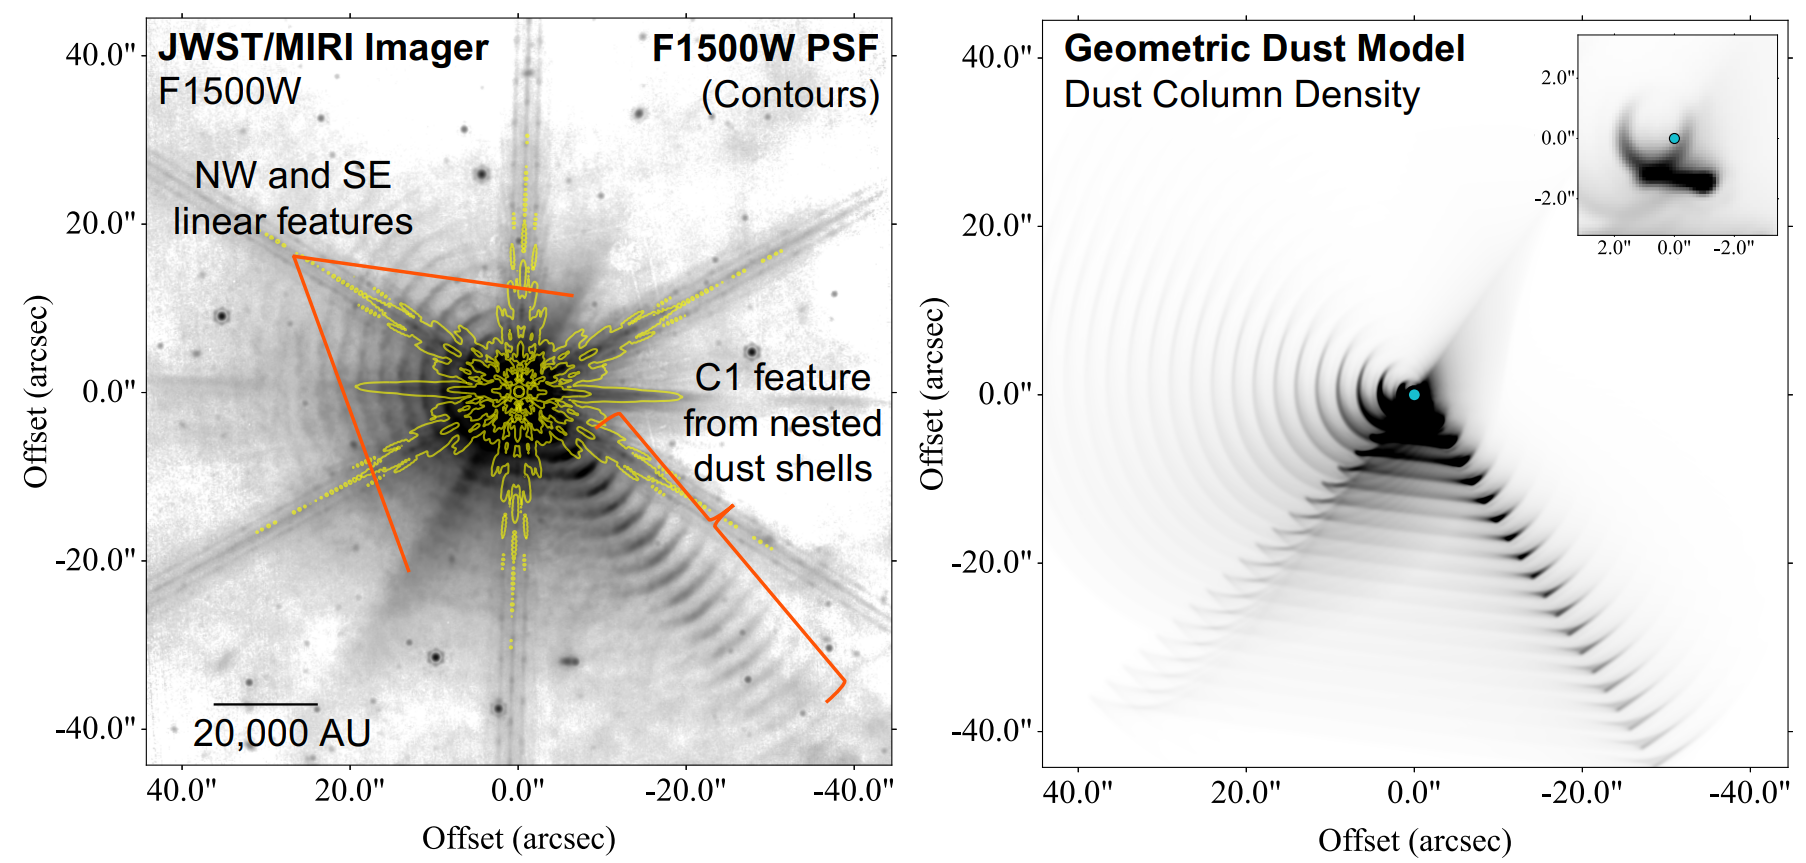 JWST/MIRI Imager
F1500W
F1500W PSF
(Contours)
NW and SE
linear features
C1 feature
from nested
dust shells
20,000 AU
40.0"
20.0"
0.0"
-20.0"
-40.0"
40.0"
20.0"
0.0"
-20.0"
-40.0"
Offset (arcsec)
Offset (arcsec)
Geometric Dust Model
Dust Column Density
2.0"
0.0"
-2.0"
2.0"
0.0"
-2.0"
40.0"
20.0"
0.0"
-20.0"
-40.0"
40.0"
20.0"
0.0"
-20.0"
-40.0"
Offset (arcsec)
Offset (arcsec)